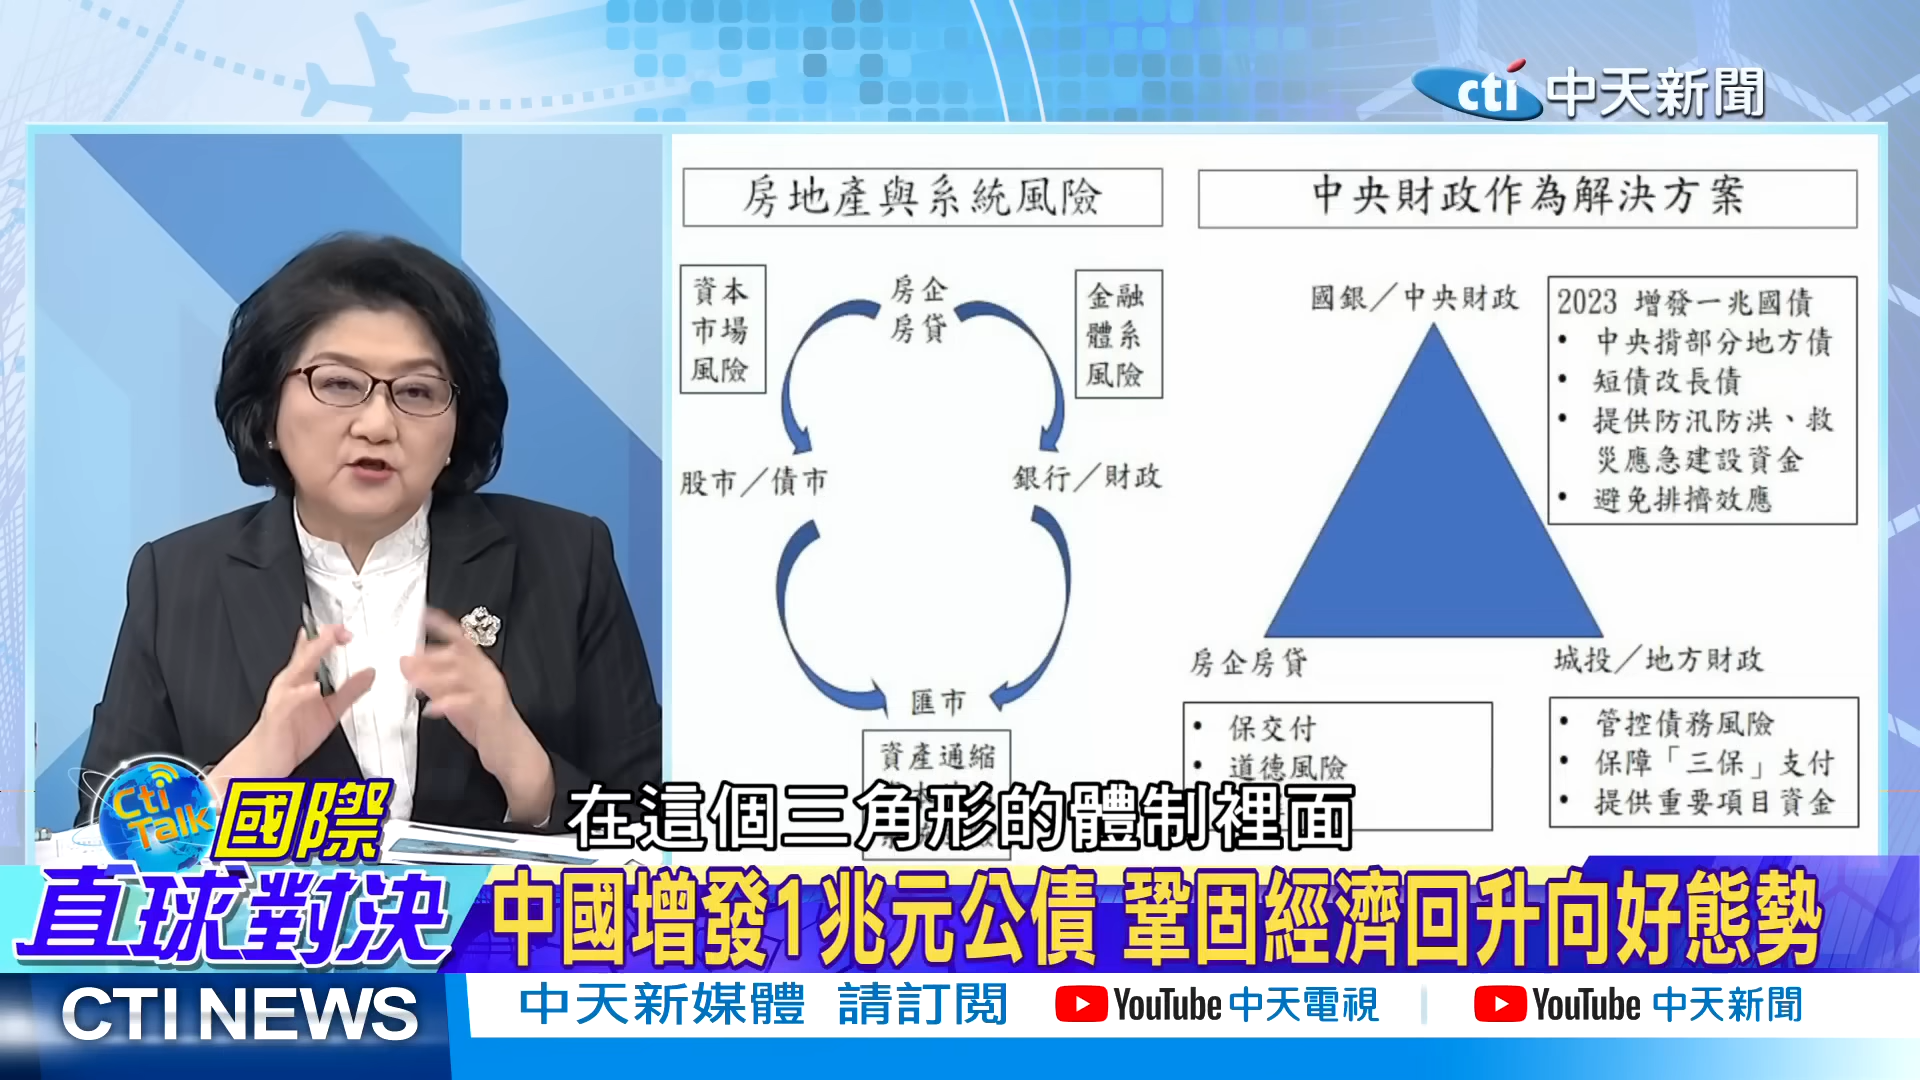 cti 中天新聞
房地產與系統風險
中央財政作為解決方案
資本
市場
風險
房企
房貸
金融
體系
風險
國銀／中央財政
2023 增發一兆國債
• 中央揹部分地方債
• 短債改長債
• 提供防汛防洪、救
災應急建設資金
• 避免排擠效應
股市／債市
銀行／財政
匯市
資產通縮
房企房貸
• 保交付
• 道德風險
城投／地方財政
• 管控債務風險
• 保障「三保」支付
• 提供重要項目資金
在這個三角形的體制裡面
Cti Talk
國際
直球對決
中國增發1兆元公債 鞏固經濟回升向好態勢
CTI NEWS
中天新媒體 請訂閱 YouTube 中天電視 | YouTube 中天新聞